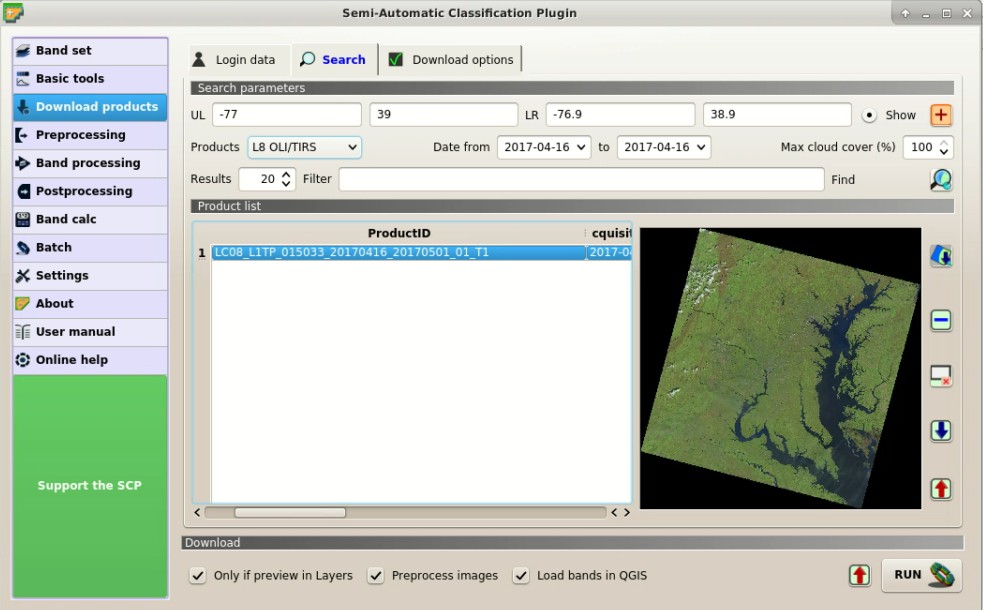 Semi-Automatic Classification Plugin
Band set
Basic tools
Download products
Preprocessing
Band processing
Postprocessing
Band calc
Batch
Settings
About
User manual
Online help
Support the SCP
Login data Search Download options
Search parameters
UL -77 39 LR -76.9 38.9 Show
Products L8 OLI/TIRS Date from 2017-04-16 to 2017-04-16 Max cloud cover (%) 100
Results 20 Filter Find
Product list
ProductID cquisit
1 LC08_L1TP_015033_20170416_20170501_01_T1 2017-04
Download
Only if preview in Layers Preprocess images Load bands in QGIS RUN